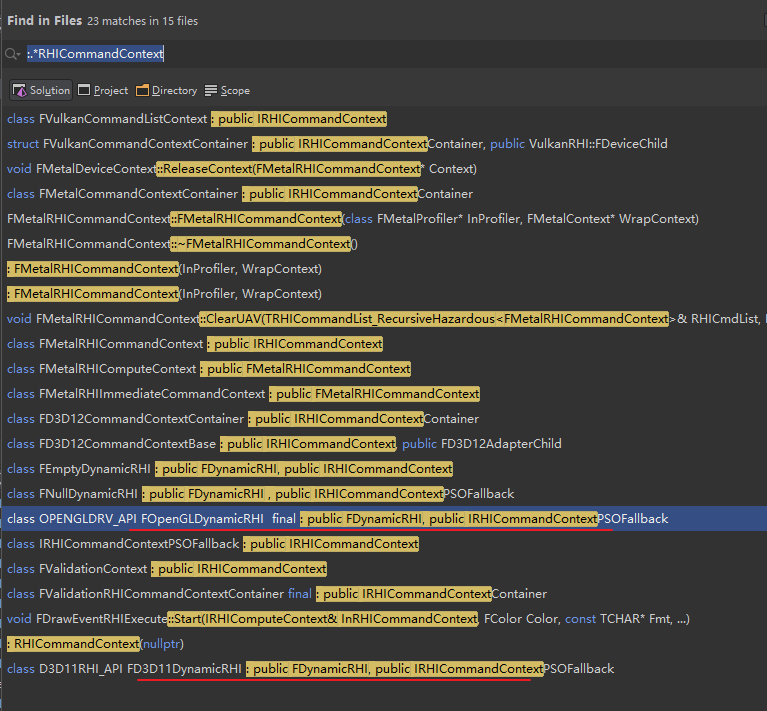 Find in Files 23 matches in 15 files
:.*RHICommandContext
Solution Project Directory Scope
class FVulkanCommandListContext : public IRHICommandContext
struct FVulkanCommandContextContainer : public IRHICommandContextContainer, public VulkanRHI::FDeviceChild
void FMetalDeviceContext::ReleaseContext(FMetalRHICommandContext* Context)
class FMetalCommandContextContainer : public IRHICommandContextContainer
FMetalRHICommandContext::FMetalRHICommandContext(class FMetalProfiler* InProfiler, FMetalContext* WrapContext)
FMetalRHICommandContext::~FMetalRHICommandContext()
: FMetalRHICommandContext(InProfiler, WrapContext)
: FMetalRHICommandContext(InProfiler, WrapContext)
void FMetalRHICommandContext::ClearUAV(TRHICommandList_RecursiveHazardous<FMetalRHICommandContext>& RHICmdList,
class FMetalRHICommandContext : public IRHICommandContext
class FMetalRHIComputeContext : public FMetalRHICommandContext
class FMetalRHIImmediateCommandContext : public FMetalRHICommandContext
class FD3D12CommandContextContainer : public IRHICommandContextContainer
class FD3D12CommandContextBase : public IRHICommandContext, public FD3D12AdapterChild
class FEmptyDynamicRHI : public FDynamicRHI, public IRHICommandContext
class FNullDynamicRHI : public FDynamicRHI , public IRHICommandContextPSOFallback
class OPENGLDRV_API FOpenGLDynamicRHI final : public FDynamicRHI, public IRHICommandContextPSOFallback
class IRHICommandContextPSOFallback : public IRHICommandContext
class FValidationContext : public IRHICommandContext
class FValidationRHICommandContextContainer final : public IRHICommandContextContainer
void FDrawEventRHIExecute::Start(IRHIComputeContext& InRHICommandContext, FColor Color, const TCHAR* Fmt, ...)
: RHICommandContext(nullptr)
class D3D11RHI_API FD3D11DynamicRHI : public FDynamicRHI, public IRHICommandContextPSOFallback